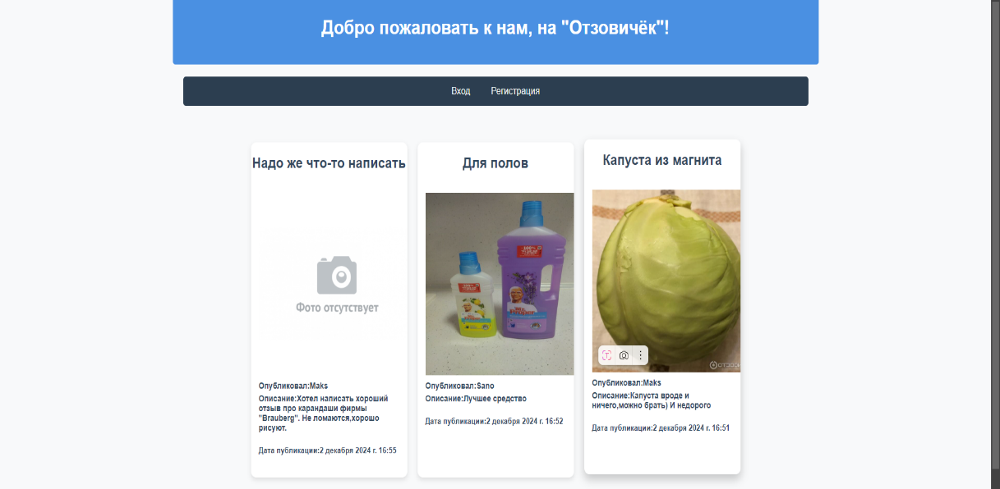 Добро пожаловать к нам, на "Отзовичёк"!
Вход
Регистрация
Надо же что-то написать
Фото отсутствует
Опубликовал:Maks
Описание:Хотел написать хороший
отзыв про карандаши фирмы
"Brauberg". Не ломаются,хорошо
рисуют.
Дата публикации:2 декабря 2024 г. 16:55
Для полов
100%
100%
Опубликовал:Sano
Описание:Лучшее средство
Дата публикации:2 декабря 2024 г. 16:52
Капуста из магнита
Опубликовал:Maks
Описание:Капуста вроде и
ничего,можно брать) И недорого
Дата публикации:2 декабря 2024 г. 16:51